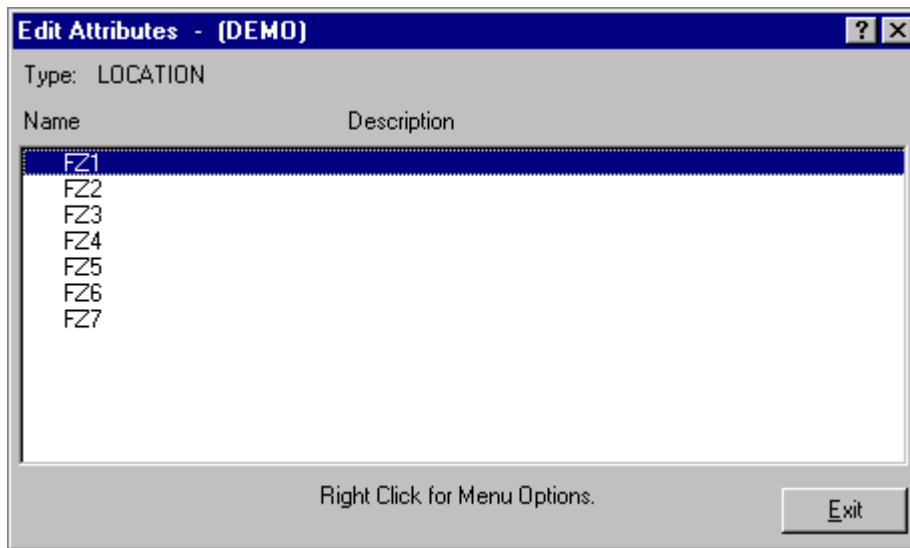 Edit Attributes - (DEMO)
Type: LOCATION
Name Description
FZ1
FZ2
FZ3
FZ4
FZ5
FZ6
FZ7
Right Click for Menu Options.
Exit